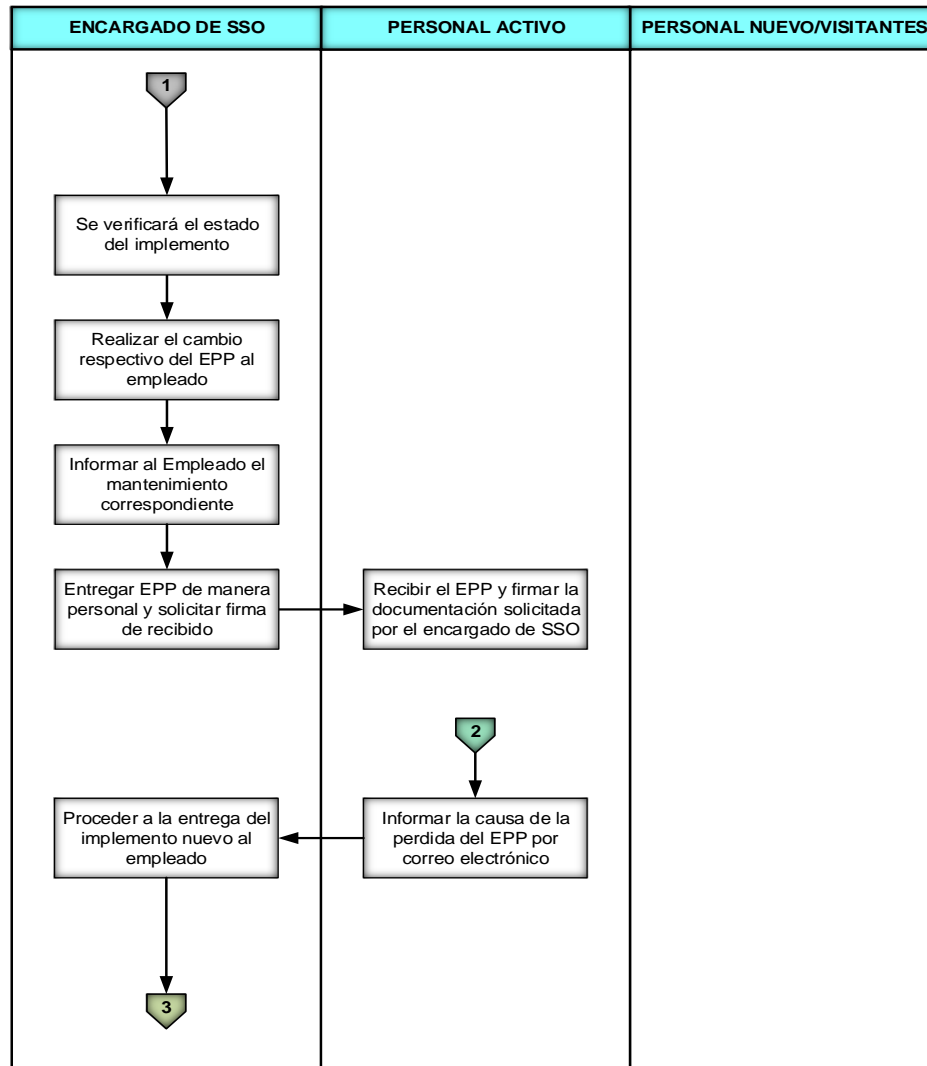 ENCARGADO DE SSO
PERSONAL ACTIVO
PERSONAL NUEVO/VISITANTES
1
Se verificará el estado
del implemento
Realizar el cambio
respectivo del EPP al
empleado
Informar al Empleado el
mantenimiento
correspondiente
Entregar EPP de manera
personal y solicitar firma
de recibido
Recibir el EPP y firmar la
documentación solicitada
por el encargado de SSO
2
Informar la causa de la
perdida del EPP por
correo electrónico
Proceder a la entrega del
implemento nuevo al
empleado
3